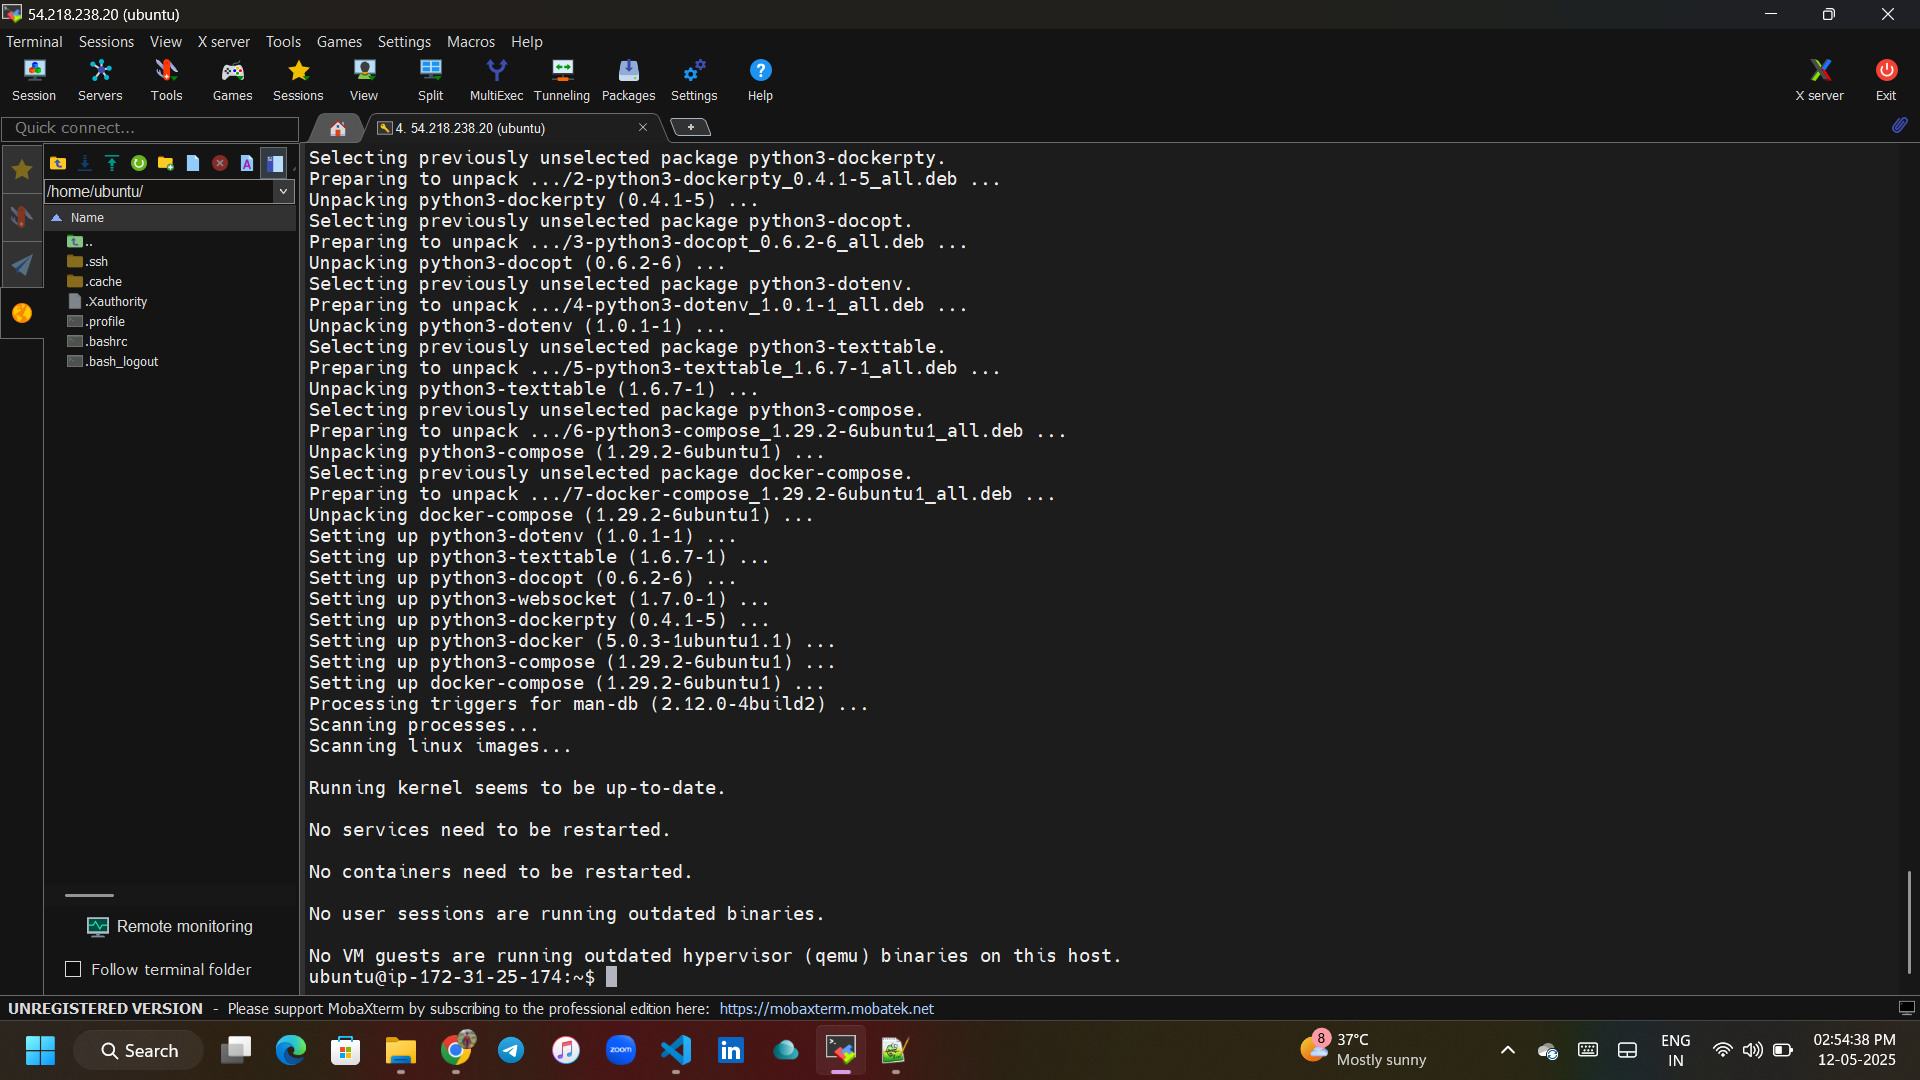 54.218.238.20 (ubuntu)
Terminal Sessions View X server Tools Games Settings Macros Help
Session Servers Tools Games Sessions View Split MultiExec Tunneling Packages Settings Help X server Exit
Quick connect...
4. 54.218.238.20 (ubuntu)
/home/ubuntu/
Name
..
.ssh
.cache
.Xauthority
.profile
.bashrc
.bash_logout
Remote monitoring
Follow terminal folder
Selecting previously unselected package python3-dockerpty.
Preparing to unpack .../2-python3-dockerpty_0.4.1-5_all.deb ...
Unpacking python3-dockerpty (0.4.1-5) ...
Selecting previously unselected package python3-docopt.
Preparing to unpack .../3-python3-docopt_0.6.2-6_all.deb ...
Unpacking python3-docopt (0.6.2-6) ...
Selecting previously unselected package python3-dotenv.
Preparing to unpack .../4-python3-dotenv_1.0.1-1_all.deb ...
Unpacking python3-dotenv (1.0.1-1) ...
Selecting previously unselected package python3-texttable.
Preparing to unpack .../5-python3-texttable_1.6.7-1_all.deb ...
Unpacking python3-texttable (1.6.7-1) ...
Selecting previously unselected package python3-compose.
Preparing to unpack .../6-python3-compose_1.29.2-6ubuntu1_all.deb ...
Unpacking python3-compose (1.29.2-6ubuntu1) ...
Selecting previously unselected package docker-compose.
Preparing to unpack .../7-docker-compose_1.29.2-6ubuntu1_all.deb ...
Unpacking docker-compose (1.29.2-6ubuntu1) ...
Setting up python3-dotenv (1.0.1-1) ...
Setting up python3-texttable (1.6.7-1) ...
Setting up python3-docopt (0.6.2-6) ...
Setting up python3-websocket (1.7.0-1) ...
Setting up python3-dockerpty (0.4.1-5) ...
Setting up python3-docker (5.0.3-1ubuntu1.1) ...
Setting up python3-compose (1.29.2-6ubuntu1) ...
Setting up docker-compose (1.29.2-6ubuntu1) ...
Processing triggers for man-db (2.12.0-4build2) ...
Scanning processes...
Scanning linux images...
Running kernel seems to be up-to-date.
No services need to be restarted.
No containers need to be restarted.
No user sessions are running outdated binaries.
No VM guests are running outdated hypervisor (qemu) binaries on this host.
ubuntu@ip-172-31-25-174:~$
UNREGISTERED VERSION - Please support MobaXterm by subscribing to the professional edition here: https://mobaxterm.mobatek.net
Search
zoom
8
37°C
Mostly sunny
ENG
IN
02:54:38 PM
12-05-2025